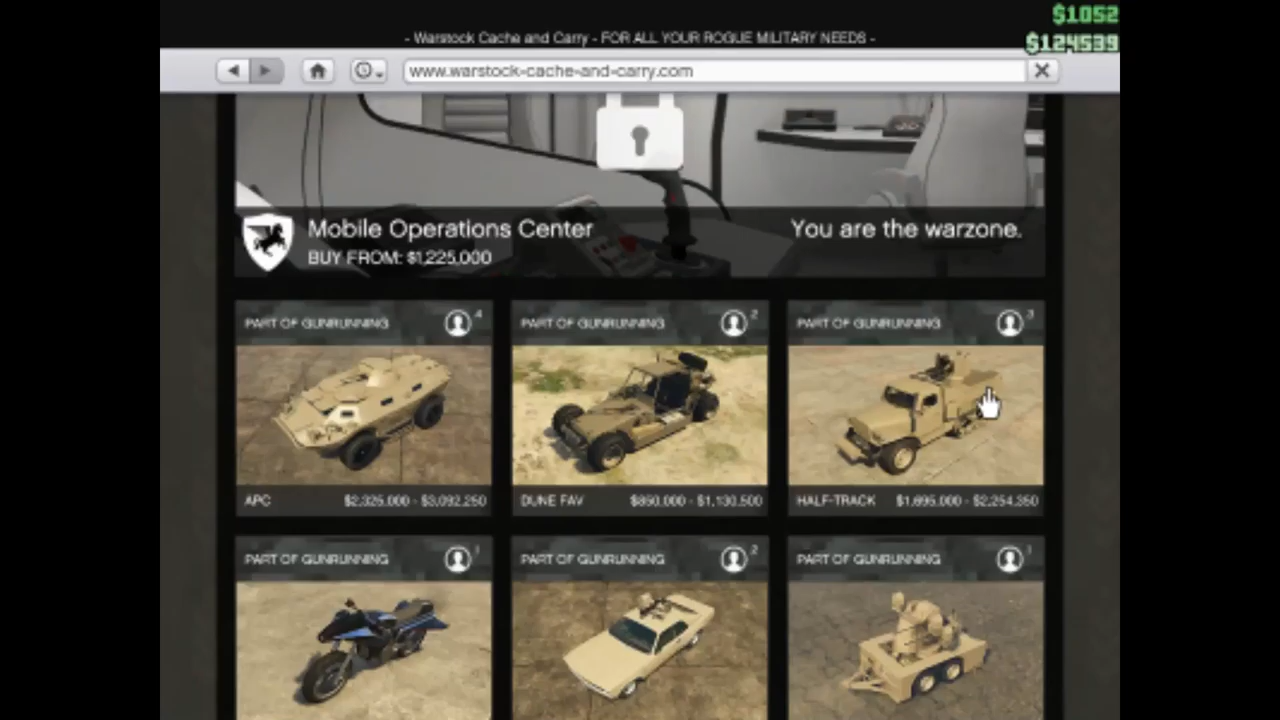 $1052
- Warstock Cache and Carry - FOR ALL YOUR ROGUE MILITARY NEEDS -
$124539
www.warstock-cache-and-carry.com
Mobile Operations Center
You are the warzone.
BUY FROM: $1,225,000
PART OF GUNRUNNING 4
PART OF GUNRUNNING 2
PART OF GUNRUNNING 3
APC $2,325,000 - $3,092,250
DUNE FAV $850,000 - $1,130,500
HALF-TRACK $1,695,000 - $2,254,350
PART OF GUNRUNNING 1
PART OF GUNRUNNING 2
PART OF GUNRUNNING 1